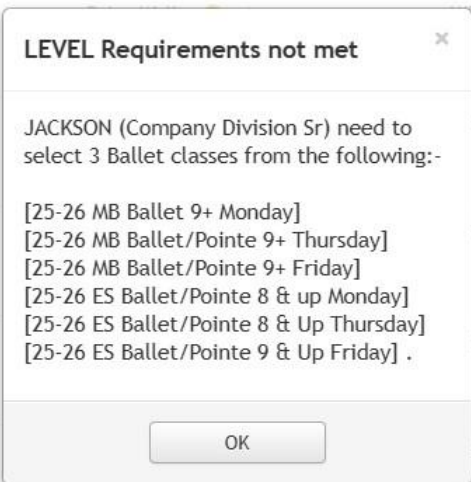 LEVEL Requirements not met
×
JACKSON (Company Division Sr) need to
select 3 Ballet classes from the following:-
[25-26 MB Ballet 9+ Monday]
[25-26 MB Ballet/Pointe 9+ Thursday]
[25-26 MB Ballet/Pointe 9+ Friday]
[25-26 ES Ballet/Pointe 8 & up Monday]
[25-26 ES Ballet/Pointe 8 & Up Thursday]
[25-26 ES Ballet/Pointe 9 & Up Friday] .
OK